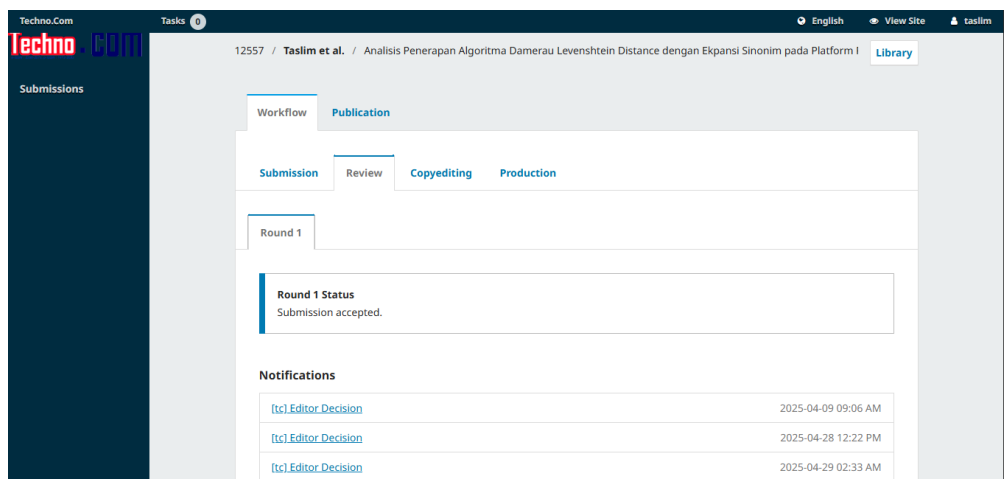 Techno.Com
Tasks 0
English
View Site
taslim
Techno.COM
12557 / Taslim et al. / Analisis Penerapan Algoritma Damerau Levenshtein Distance dengan Ekpansi Sinonim pada Platform
Library
Submissions
Workflow
Publication
Submission
Review
Copyediting
Production
Round 1
Round 1 Status
Submission accepted.
Notifications
[tc] Editor Decision 2025-04-09 09:06 AM
[tc] Editor Decision 2025-04-28 12:22 PM
[tc] Editor Decision 2025-04-29 02:33 AM